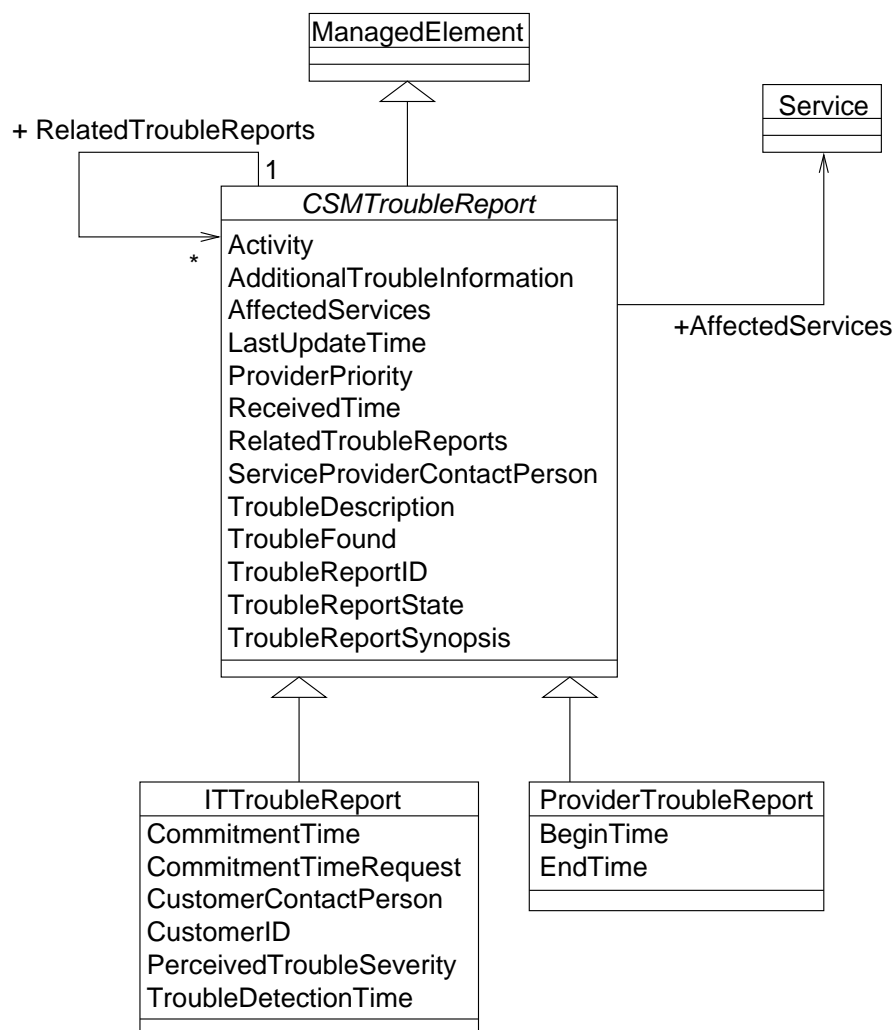 ManagedElement
Service
+ RelatedTroubleReports
1
*
CSMTroubleReport
Activity
AdditionalTroubleInformation
AffectedServices
LastUpdateTime
ProviderPriority
ReceivedTime
RelatedTroubleReports
ServiceProviderContactPerson
TroubleDescription
TroubleFound
TroubleReportID
TroubleReportState
TroubleReportSynopsis
+AffectedServices
ITTroubleReport
CommitmentTime
CommitmentTimeRequest
CustomerContactPerson
CustomerID
PerceivedTroubleSeverity
TroubleDetectionTime
ProviderTroubleReport
BeginTime
EndTime